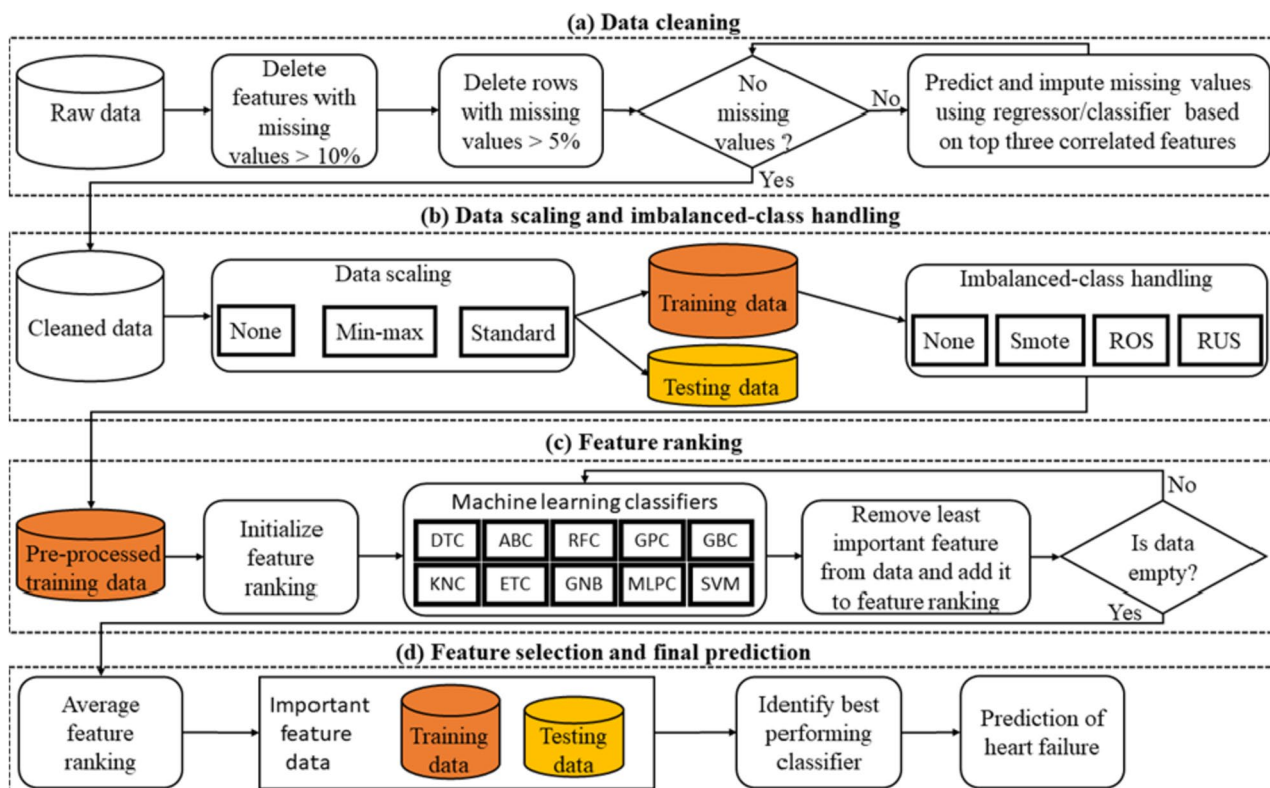 (a) Data cleaning
Raw data
Delete
features with
missing
values > 10%
Delete rows
with missing
values > 5%
No
missing
values ?
No
Yes
Predict and impute missing values
using regressor/classifier based
on top three correlated features
(b) Data scaling and imbalanced-class handling
Cleaned data
Data scaling
None
Min-max
Standard
Training data
Testing data
Imbalanced-class handling
None
Smote
ROS
RUS
(c) Feature ranking
Pre-processed
training data
Initialize
feature
ranking
Machine learning classifiers
DTC
ABC
RFC
GPC
GBC
KNC
ETC
GNB
MLPC
SVM
Remove least
important feature
from data and add it
to feature ranking
No
Is data
empty?
Yes
(d) Feature selection and final prediction
Average
feature
ranking
Important
feature
data
Training
data
Testing
data
Identify best
performing
classifier
Prediction of
heart failure